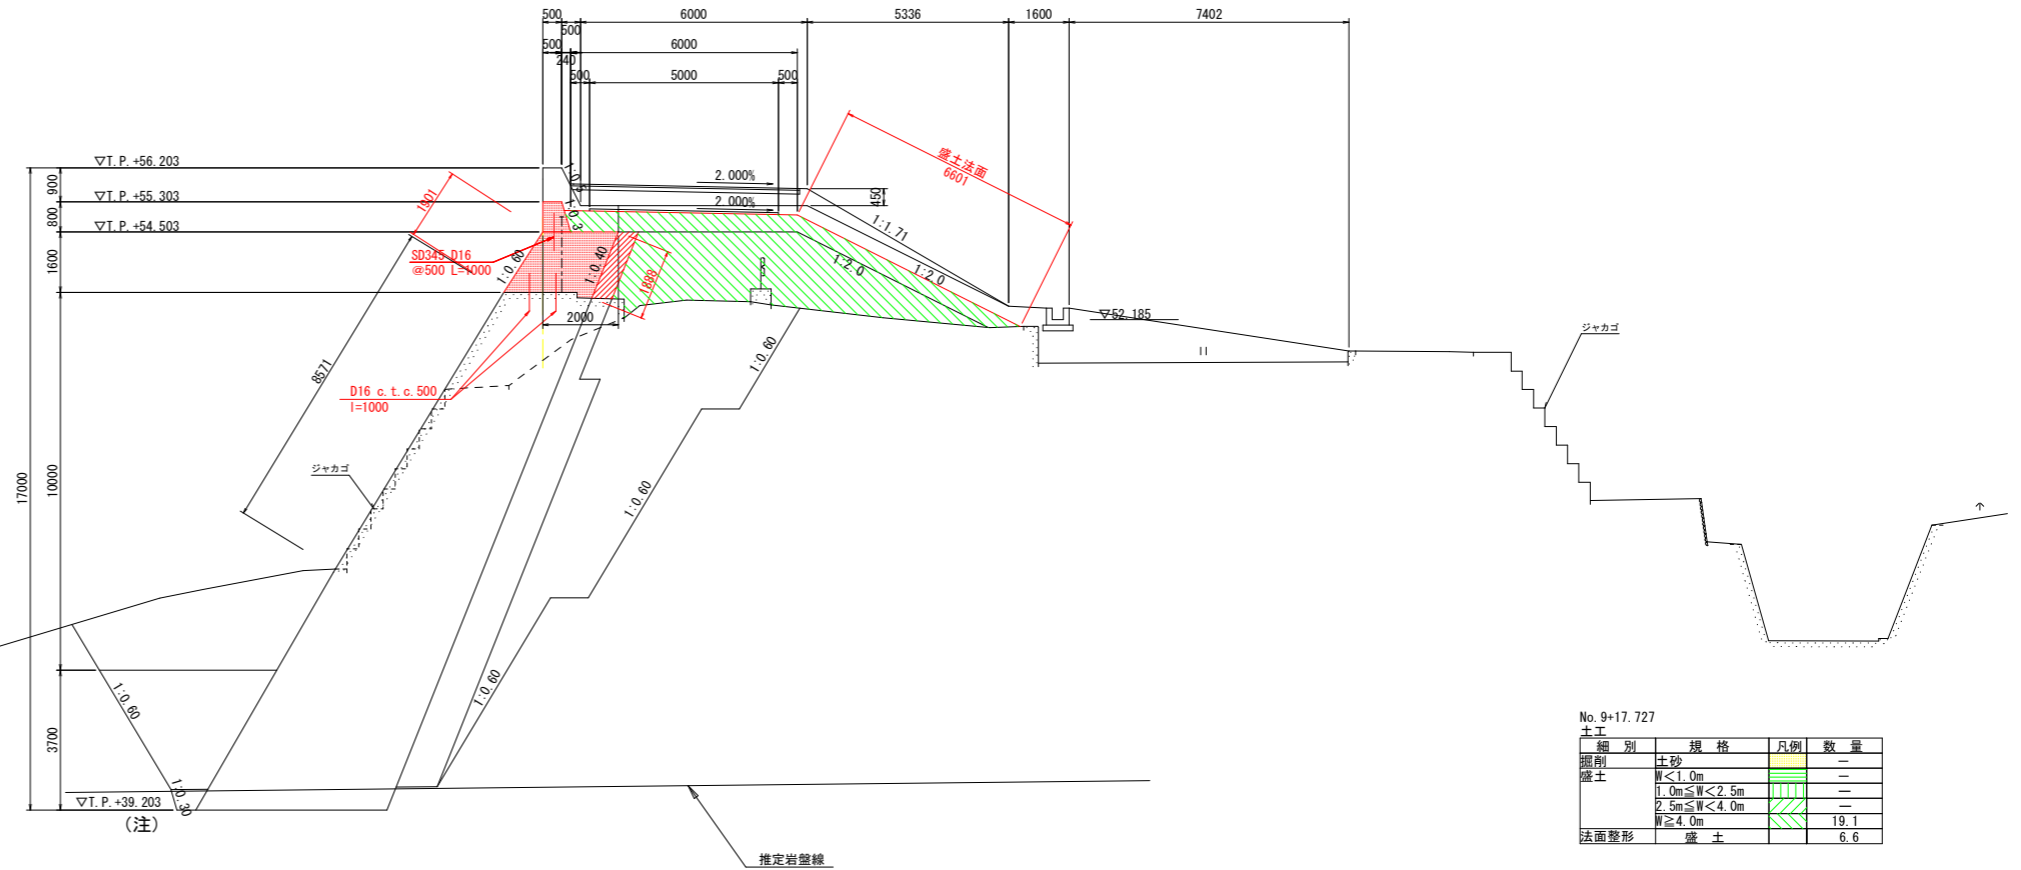 500
6000
5336
1600
7402
500
500
6000
240
500
5000
500
▽T.P.+56.203
▽T.P.+55.303
▽T.P.+54.503
900
800
1600
10000
3700
17000
1901
8571
SD345 D16
@500 L=1000
1:0.60
1:0.5
1:0.3
1:0.40
1888
2000
2.000%
2.000%
450
盛土法面
6601
1:1.71
1:2.0
1:2.0
▽52.185
D16 c.t.c.500
l=1000
1:0.60
1:0.60
1:0.60
ジャカゴ
ジャカゴ
1:0.60
1:0.30
▽T.P.+39.203
(注)
推定岩盤線
No.9+17.727
土工
細 別 規 格 凡例 数 量
掘削 土砂 —
盛土 W<1.0m —
1.0m≦W<2.5m —
2.5m≦W<4.0m —
W≧4.0m 19.1
法面整形 盛 土 6.6